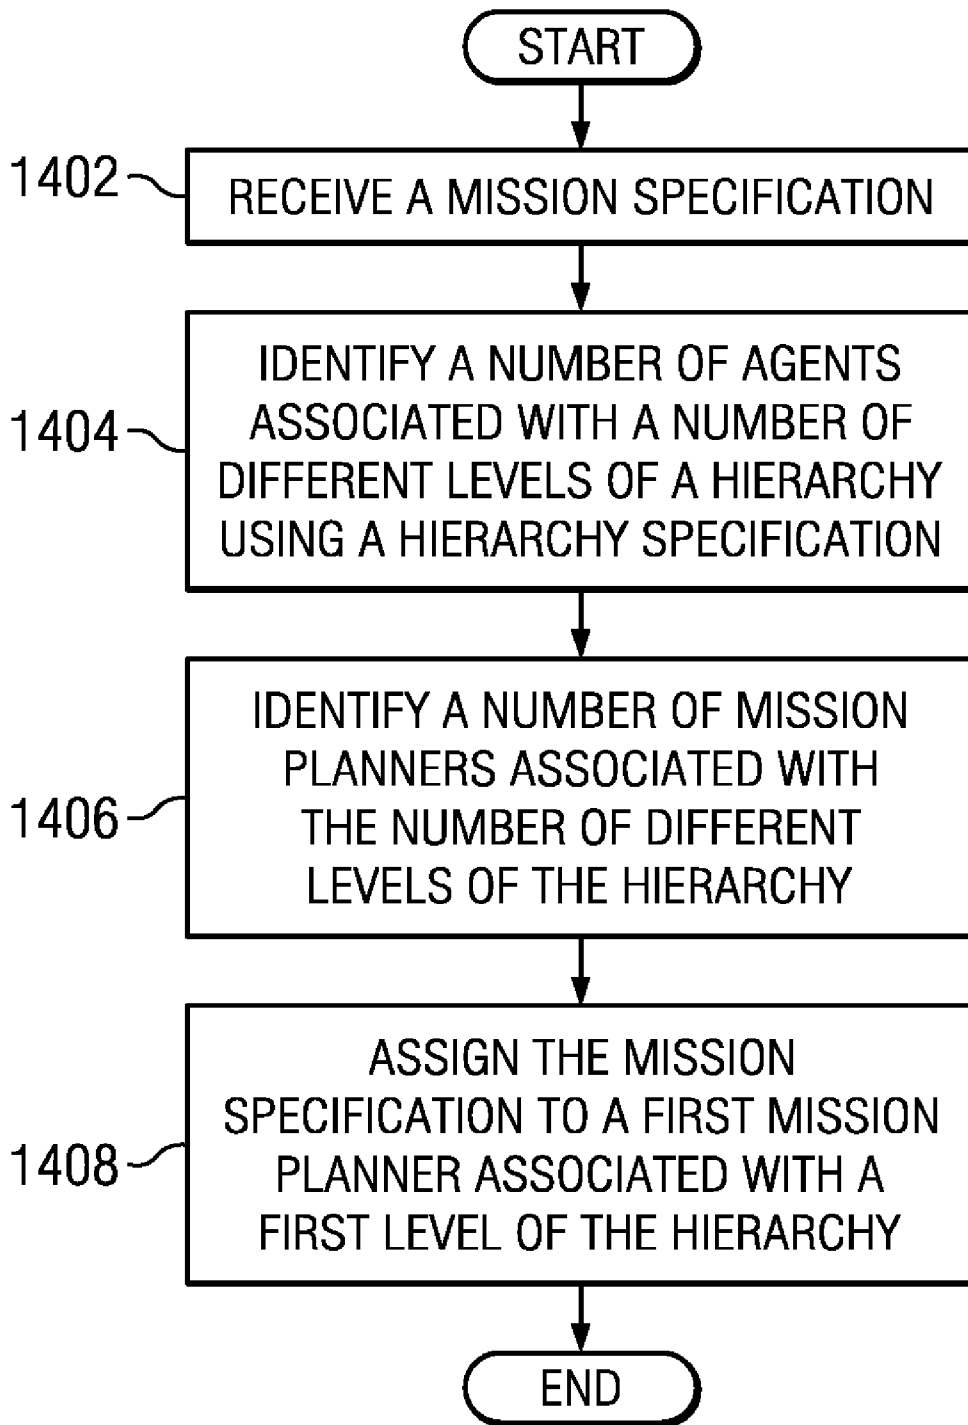 START
1402
RECEIVE A MISSION SPECIFICATION
1404
IDENTIFY A NUMBER OF AGENTS
ASSOCIATED WITH A NUMBER OF
DIFFERENT LEVELS OF A HIERARCHY
USING A HIERARCHY SPECIFICATION
1406
IDENTIFY A NUMBER OF MISSION
PLANNERS ASSOCIATED WITH
THE NUMBER OF DIFFERENT
LEVELS OF THE HIERARCHY
1408
ASSIGN THE MISSION
SPECIFICATION TO A FIRST MISSION
PLANNER ASSOCIATED WITH A
FIRST LEVEL OF THE HIERARCHY
END